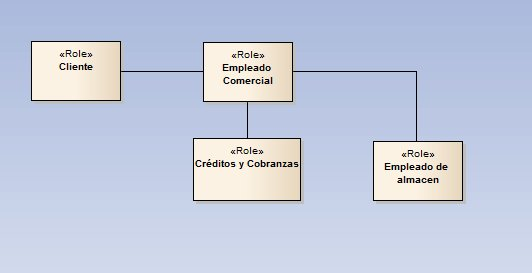 «Role»
Cliente
«Role»
Empleado
Comercial
«Role»
Créditos y Cobranzas
«Role»
Empleado de
almacen